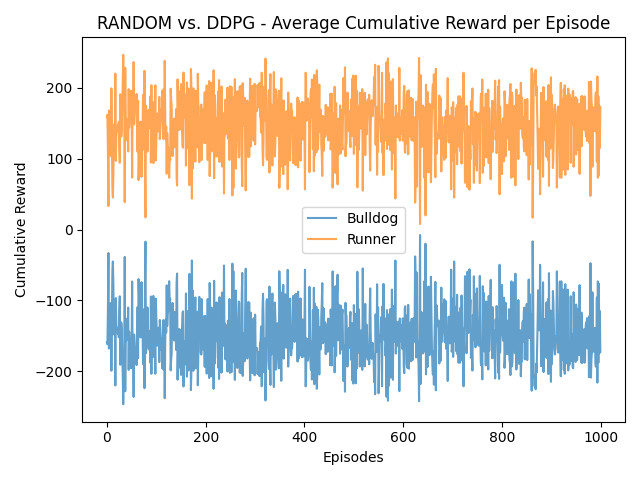 RANDOM vs. DDPG - Average Cumulative Reward per Episode
Cumulative Reward
200
100
0
−100
−200
Bulldog
Runner
0 200 400 600 800 1000
Episodes